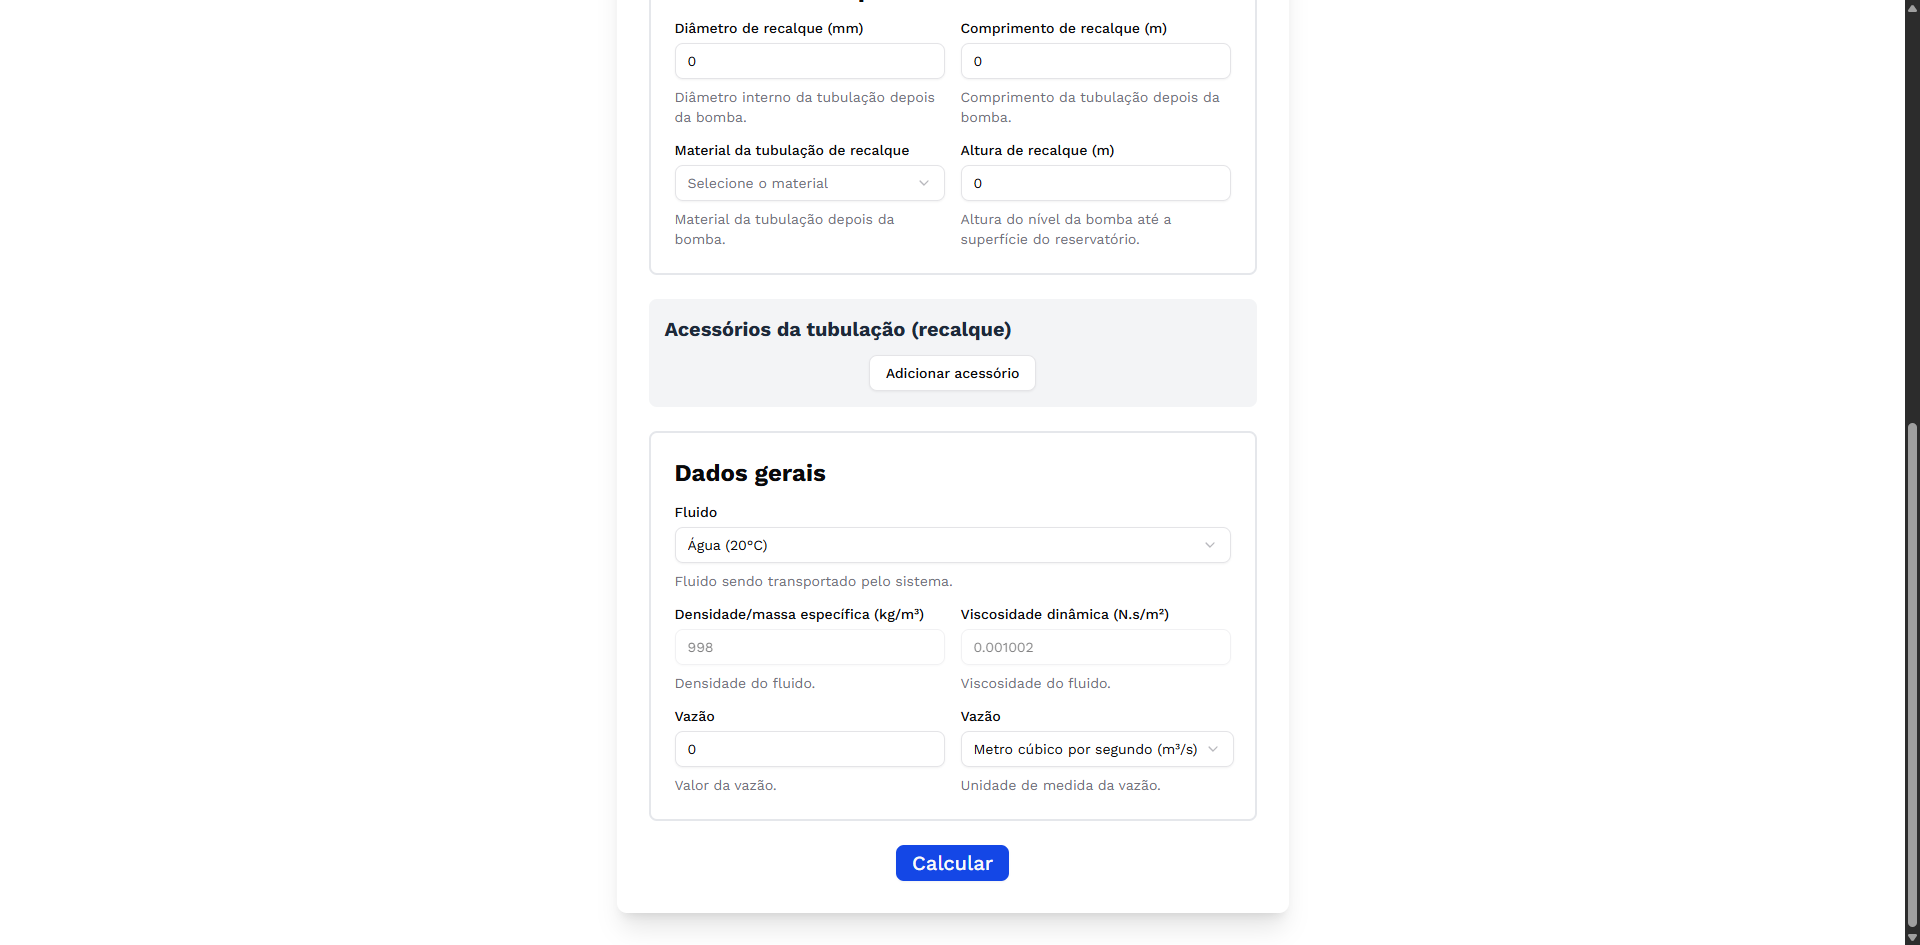 Diâmetro de recalque (mm)
Comprimento de recalque (m)
0
0
Diâmetro interno da tubulação depois
da bomba.
Comprimento da tubulação depois da
bomba.
Material da tubulação de recalque
Altura de recalque (m)
Selecione o material
0
Material da tubulação depois da
bomba.
Altura do nível da bomba até a
superfície do reservatório.
Acessórios da tubulação (recalque)
Adicionar acessório
Dados gerais
Fluido
Água (20°C)
Fluido sendo transportado pelo sistema.
Densidade/massa específica (kg/m³)
Viscosidade dinâmica (N.s/m²)
998
0.001002
Densidade do fluido.
Viscosidade do fluido.
Vazão
Vazão
0
Metro cúbico por segundo (m³/s)
Valor da vazão.
Unidade de medida da vazão.
Calcular